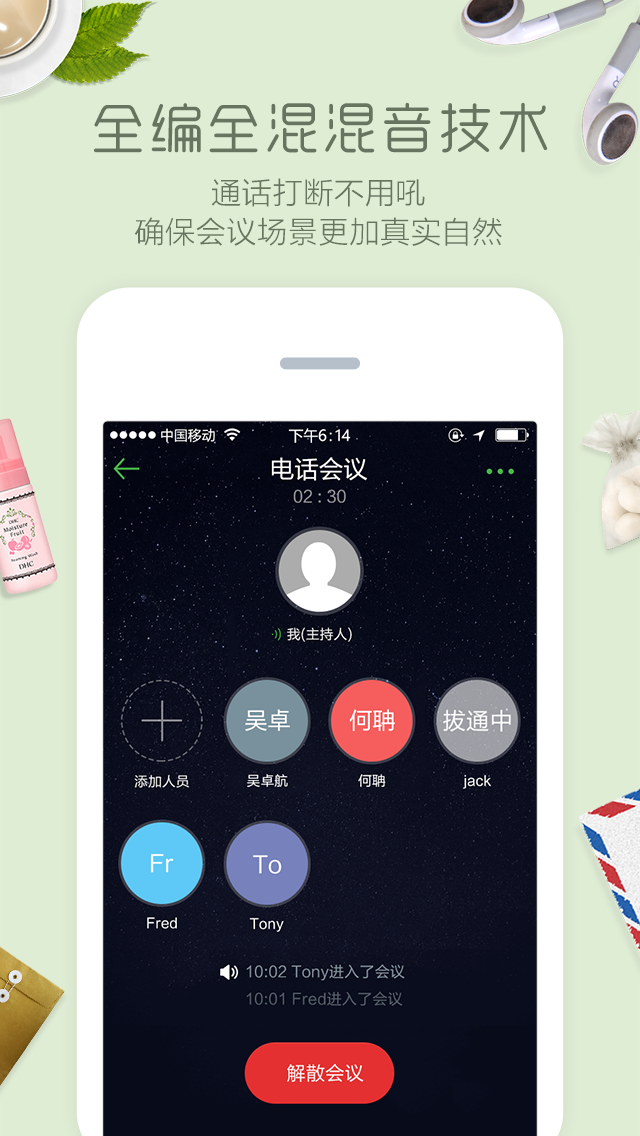 全编全混混音技术
通话打断不用吼
确保会议场景更加真实自然
中国移动 下午6:14
电话会议
02 : 30
我(主持人)
吴卓 何聃 拔通中
添加人员 吴卓航 何聃 jack
Fr To
Fred Tony
10:02 Tony进入了会议
10:01 Fred进入了会议
解散会议
DHC
Moisture
Fruit
DHC